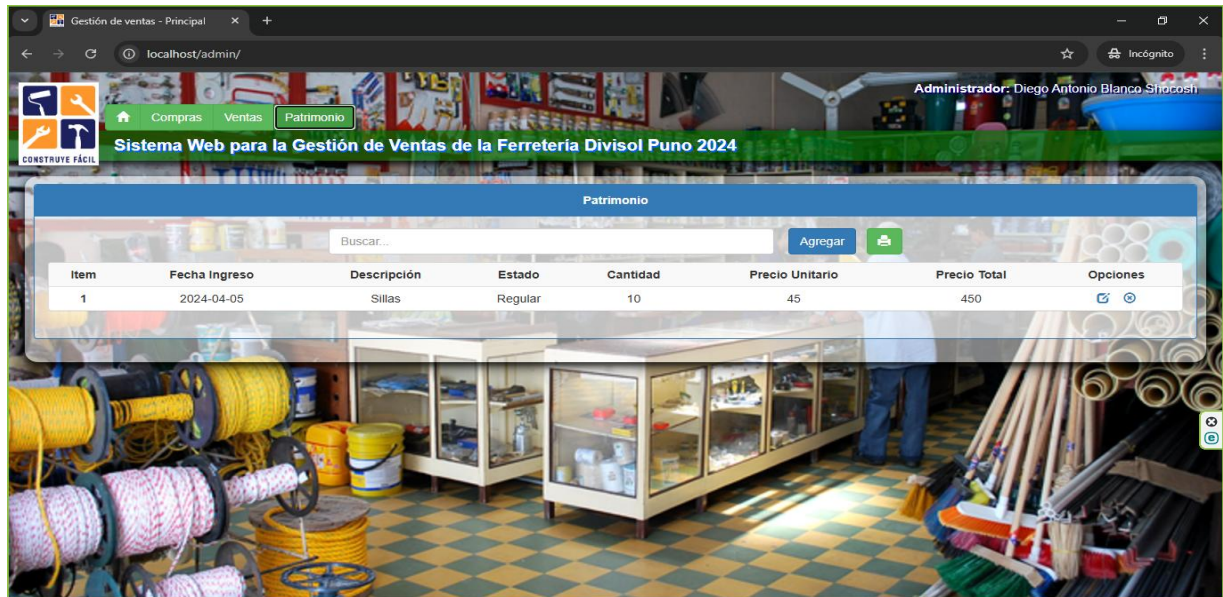 Gestión de ventas - Principal
localhost/admin/
Incógnito
Administrador: Diego Antonio Blanco Shocosh
Compras Ventas Patrimonio
CONSTRUYE FÁCIL
Sistema Web para la Gestión de Ventas de la Ferretería Divisol Puno 2024
Patrimonio
Buscar... Agregar
Item Fecha Ingreso Descripción Estado Cantidad Precio Unitario Precio Total Opciones
1 2024-04-05 Sillas Regular 10 45 450